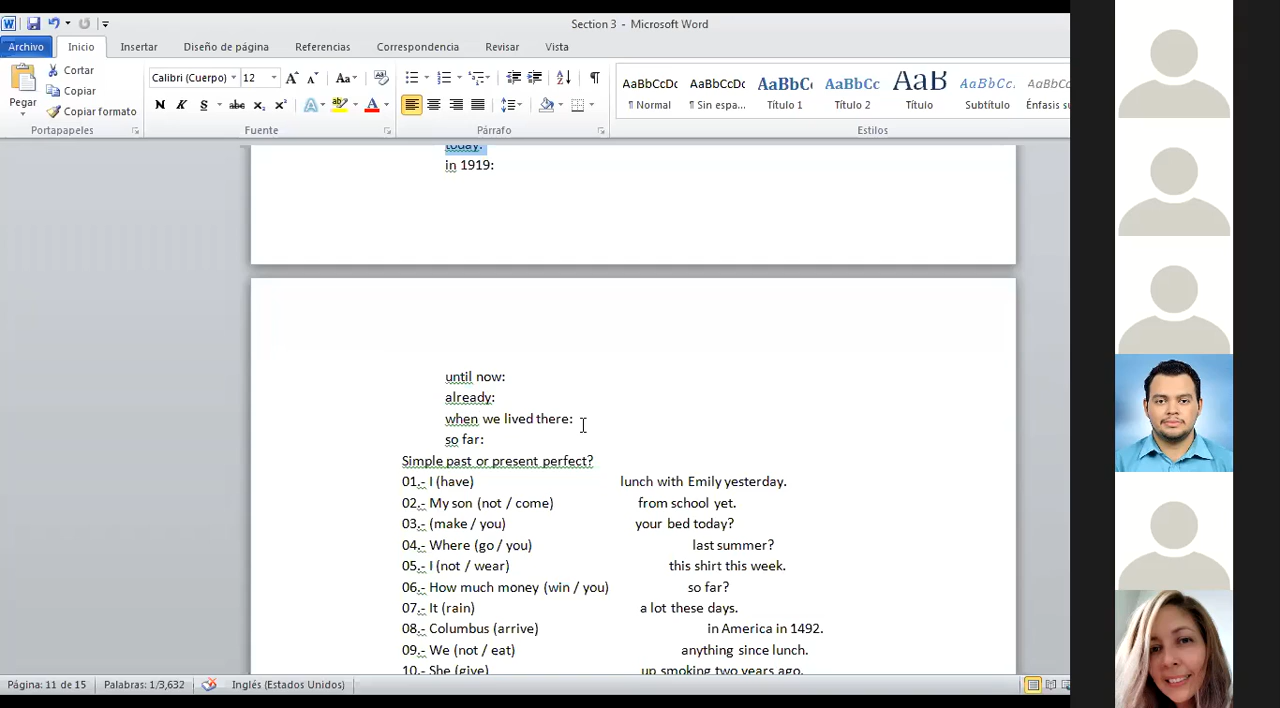 Section 3 - Microsoft Word
Archivo Inicio Insertar Diseño de página Referencias Correspondencia Revisar Vista
Pegar
Cortar
Copiar
Copiar formato
Portapapeles
Calibri (Cuerpo) 12
N K S abc x₂ x²
Fuente
Párrafo
AaBbCcDc
¶ Normal
AaBbCcDc
¶ Sin espa...
AaBbC
Título 1
AaBbCc
Título 2
AaB
Título
AaBbCc.
Subtítulo
AaBbCcDc
Énfasis su
Estilos
today:
in 1919:
until now:
already:
when we lived there:
so far:
Simple past or present perfect?
01.- I (have) lunch with Emily yesterday.
02.- My son (not / come) from school yet.
03.- (make / you) your bed today?
04.- Where (go / you) last summer?
05.- I (not / wear) this shirt this week.
06.- How much money (win / you) so far?
07.- It (rain) a lot these days.
08.- Columbus (arrive) in America in 1492.
09.- We (not / eat) anything since lunch.
10.- She (give) up smoking two years ago.
Página: 11 de 15 Palabras: 1/3,632 Inglés (Estados Unidos)